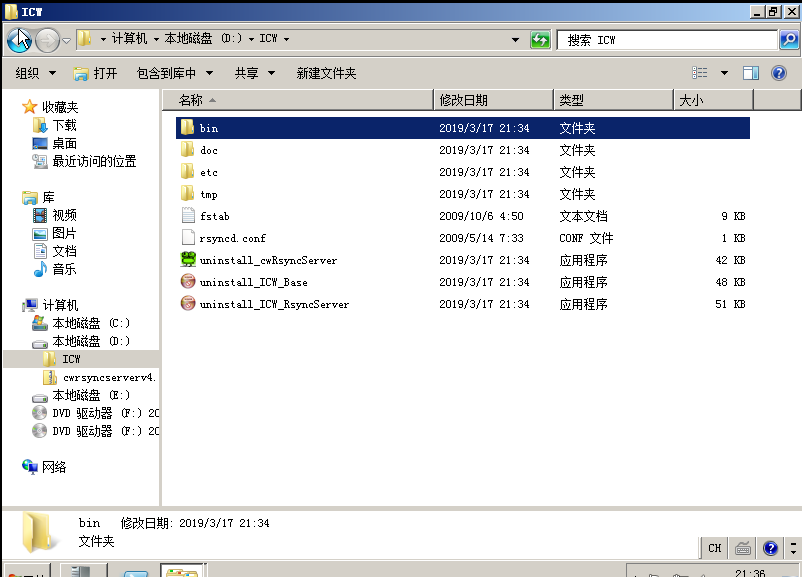 ICW
计算机 本地磁盘 (D:) ICW
搜索 ICW
组织 打开 包含到库中 共享 新建文件夹
名称 修改日期 类型 大小
收藏夹
下载
桌面
最近访问的位置
库
视频
图片
文档
音乐
计算机
本地磁盘 (C:)
本地磁盘 (D:)
ICW
cwrsyncserverv4.
本地磁盘 (E:)
DVD 驱动器 (F:) 20
DVD 驱动器 (F:) 20
网络
bin 2019/3/17 21:34 文件夹
doc 2019/3/17 21:34 文件夹
etc 2019/3/17 21:34 文件夹
tmp 2019/3/17 21:34 文件夹
fstab 2009/10/6 4:50 文本文档 9 KB
rsyncd.conf 2009/5/14 7:33 CONF 文件 1 KB
uninstall_cwRsyncServer 2019/3/17 21:34 应用程序 42 KB
uninstall_ICW_Base 2019/3/17 21:34 应用程序 48 KB
uninstall_ICW_RsyncServer 2019/3/17 21:34 应用程序 51 KB
bin 修改日期: 2019/3/17 21:34
文件夹
CH
21:36